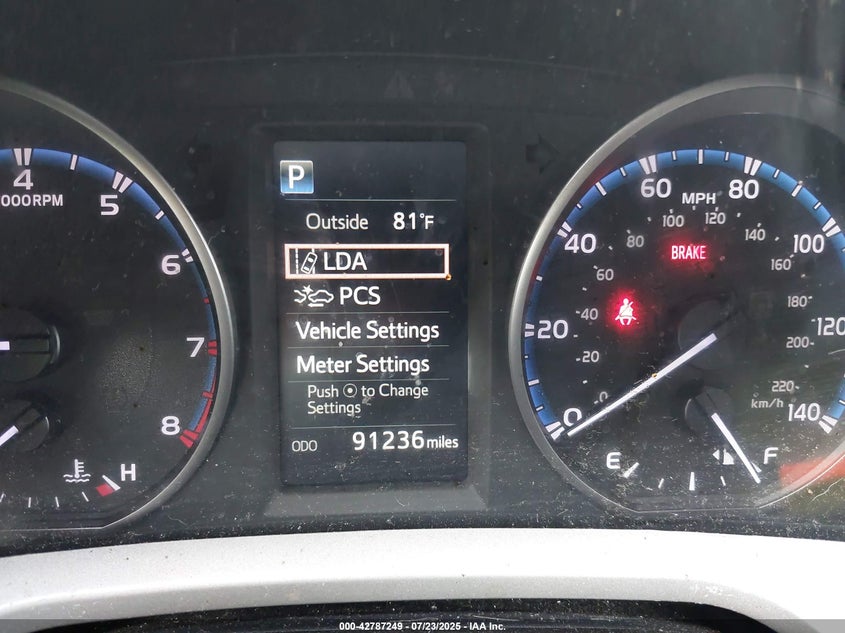 4
000RPM
5
6
7
8
H
P
Outside 81°F
LDA
PCS
Vehicle Settings
Meter Settings
Push to Change
Settings
ODO 91236 miles
0
20
40
60
80
100
120
140
MPH
0
20
40
60
80
100
120
140
160
180
200
220
km/h
BRAKE
E
F
000-42787249 - 07/23/2025 - IAA Inc.